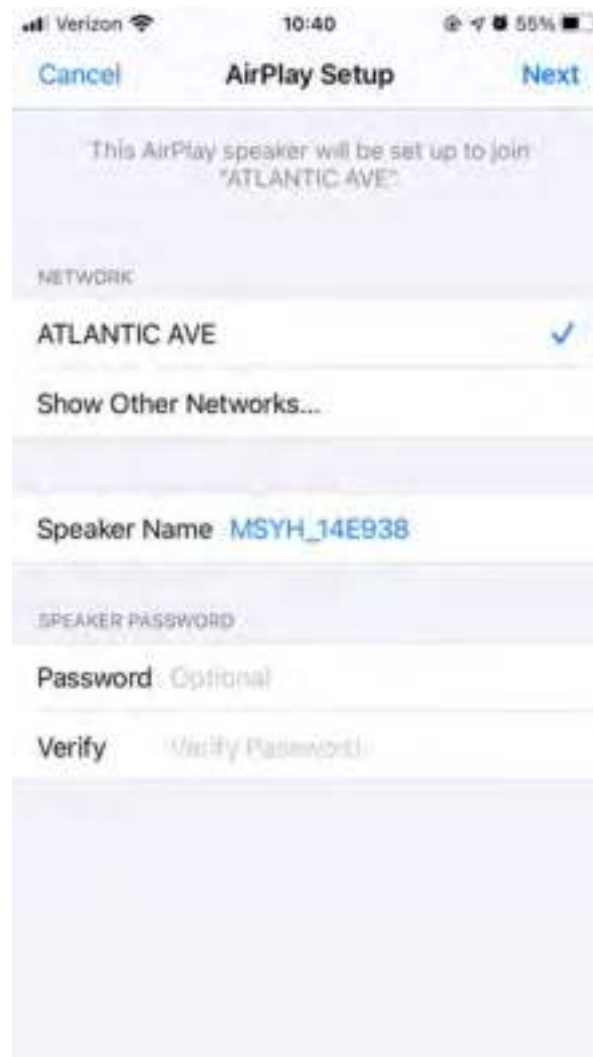 Verizon 10:40 55%
Cancel AirPlay Setup Next
This AirPlay speaker will be set up to join
"ATLANTIC AVE".
NETWORK
ATLANTIC AVE
Show Other Networks...
Speaker Name MSYH_14E938
SPEAKER PASSWORD
Password Optional
Verify Verify Password